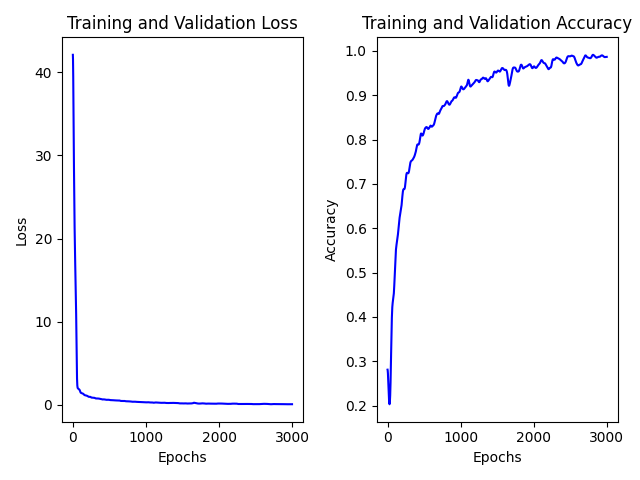 Training and Validation Loss
40
30
20
10
0
Loss
0 1000 2000 3000
Epochs
Training and Validation Accuracy
1.0
0.9
0.8
0.7
0.6
0.5
0.4
0.3
0.2
Accuracy
0 1000 2000 3000
Epochs